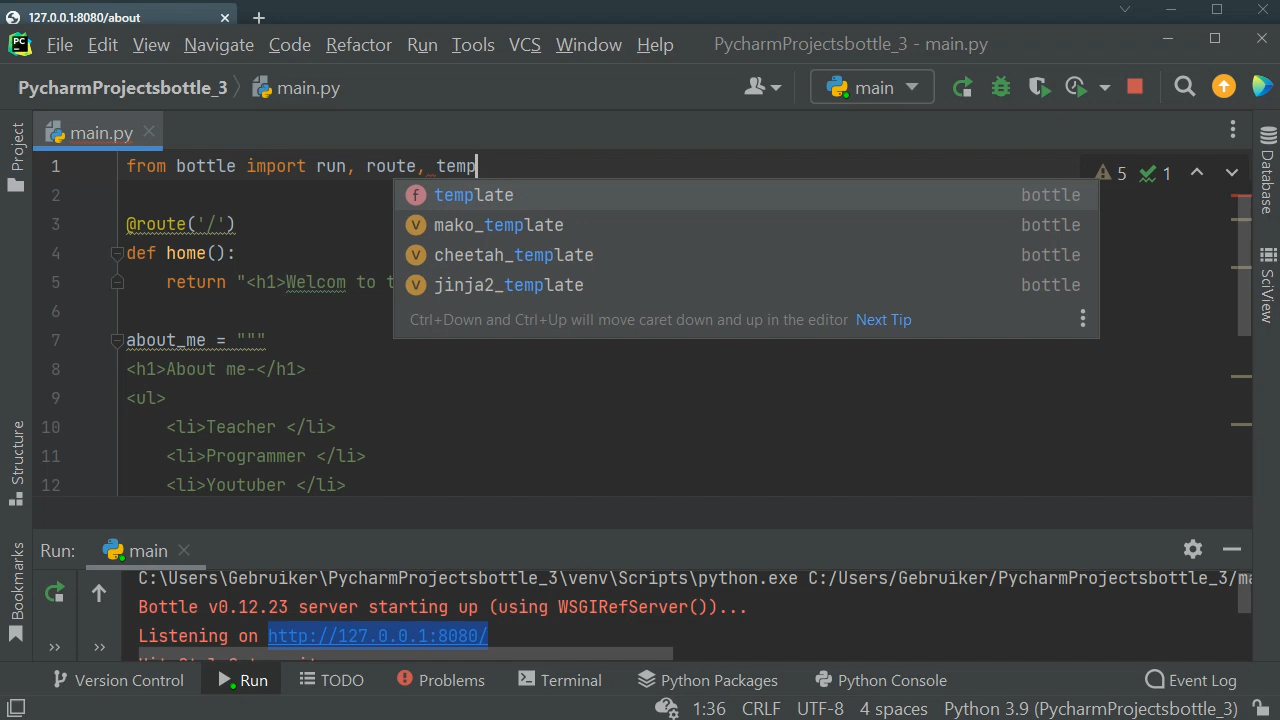 127.0.0.1:8080/about
PC File Edit View Navigate Code Refactor Run Tools VCS Window Help PycharmProjectsbottle_3 - main.py
PycharmProjectsbottle_3 main.py main
main.py
Project
1 from bottle import run, route, temp
5 1
2
template bottle
3 @route('/')
mako_template bottle
4 def home():
cheetah_template bottle
5 return "<h1>Welcom to t
jinja2_template bottle
6
Ctrl+Down and Ctrl+Up will move caret down and up in the editor Next Tip
7 about_me = """
8 <h1>About me-</h1>
9 <ul>
10 <li>Teacher </li>
11 <li>Programmer </li>
12 <li>Youtuber </li>
Database
SciView
Structure
Bookmarks
Run: main
C:\Users\Gebruiker\PycharmProjectsbottle_3\venv\Scripts\python.exe C:/Users/Gebruiker/PycharmProjectsbottle_3/ma
Bottle v0.12.23 server starting up (using WSGIRefServer())...
Listening on http://127.0.0.1:8080/
Version Control Run TODO Problems Terminal Python Packages Python Console Event Log
1:36 CRLF UTF-8 4 spaces Python 3.9 (PycharmProjectsbottle_3)